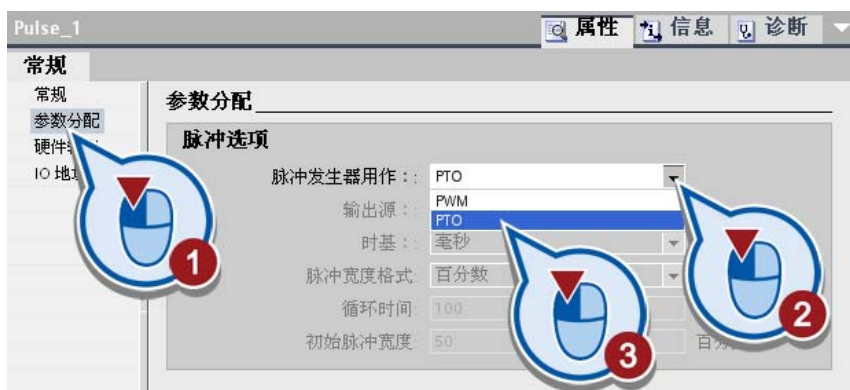 Pulse_1 属性 信息 诊断
常规
常规
参数分配
硬件
IO 地
参数分配
脉冲选项
脉冲发生器用作：: PTO
PWM
PTO
输出源：:
时基：: 毫秒
脉冲宽度格式: 百分数
循环时间: 100
初始脉冲宽度: 50 百
1
2
3